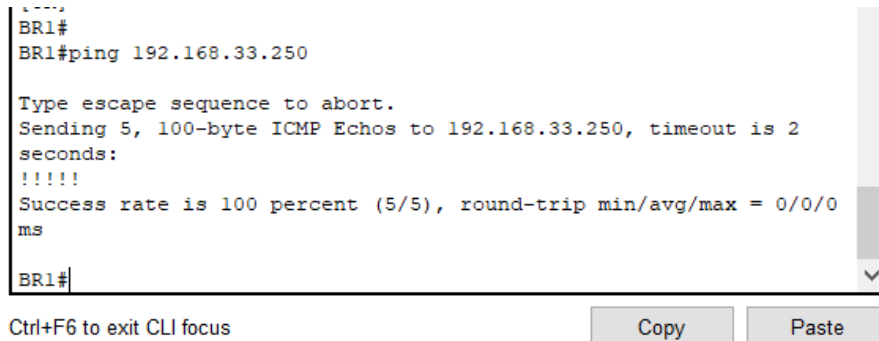 BR1#
BR1#ping 192.168.33.250
Type escape sequence to abort.
Sending 5, 100-byte ICMP Echos to 192.168.33.250, timeout is 2
seconds:
!!!!!
Success rate is 100 percent (5/5), round-trip min/avg/max = 0/0/0
ms
BR1#
Ctrl+F6 to exit CLI focus
Copy
Paste